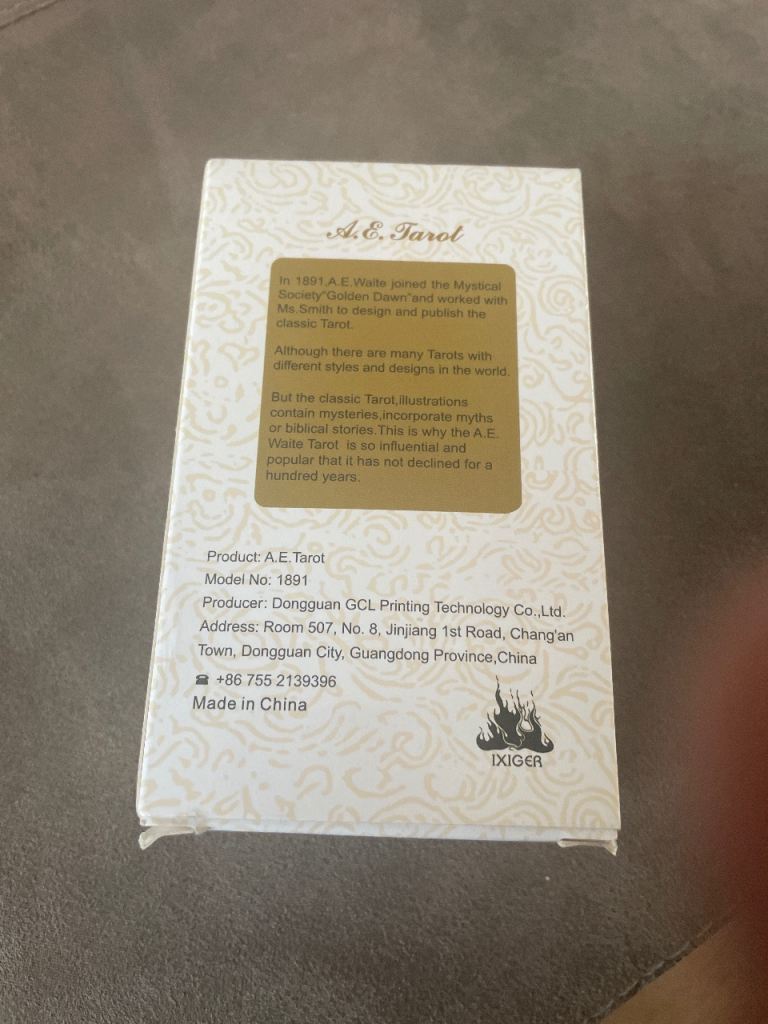 A.E.Tarot
In 1891,A.E.Waite joined the Mystical
Society"Golden Dawn"and worked with
Ms.Smith to design and publish the
classic Tarot.
Although there are many Tarots with
different styles and designs in the world.
But the classic Tarot,illustrations
contain mysteries,incorporate myths
or biblical stories.This is why the A.E.
Waite Tarot is so influential and
popular that it has not declined for a
hundred years.
Product: A.E.Tarot
Model No: 1891
Producer: Dongguan GCL Printing Technology Co.,Ltd.
Address: Room 507, No. 8, Jinjiang 1st Road, Chang'an
Town, Dongguan City, Guangdong Province,China
☎ +86 755 2139396
Made in China
IXIGER